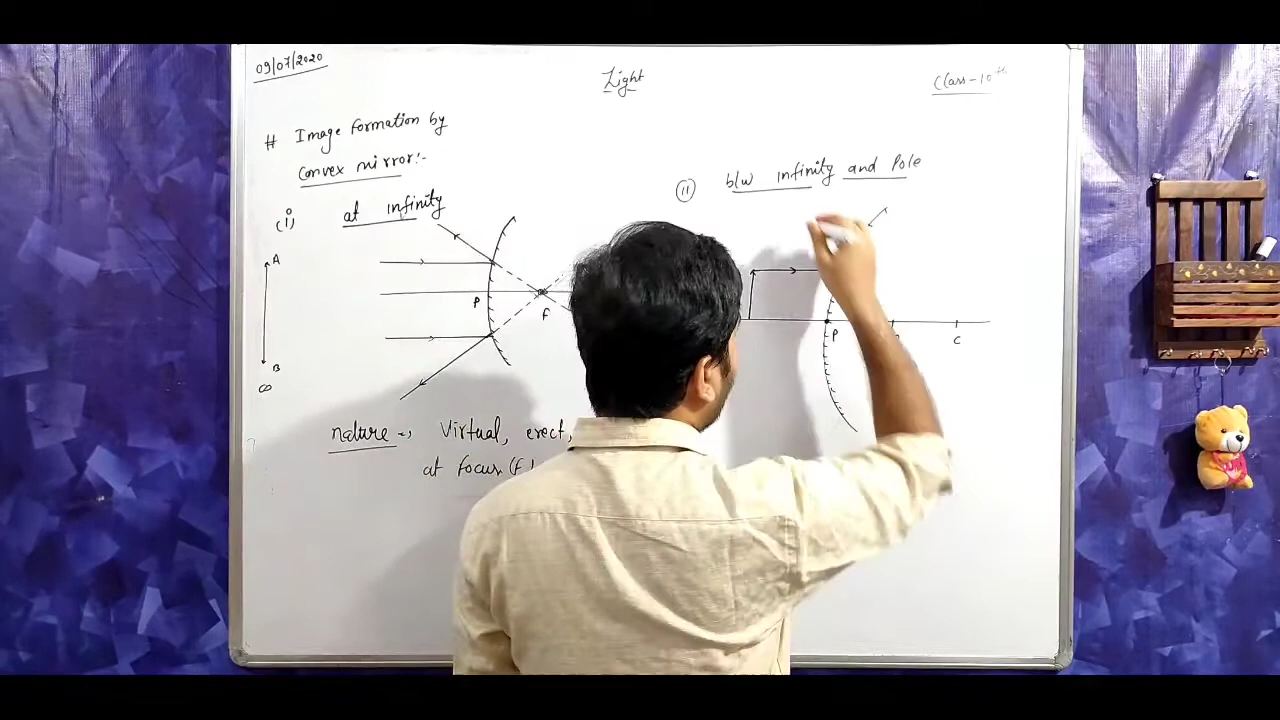 09/07/2020
Light
Class-10th
# Image formation by
Convex mirror:-
(i) at infinity
A
P
F
B
∞
nature -> Virtual, erect,
at focus (F
(ii) b/w infinity and Pole
P
C